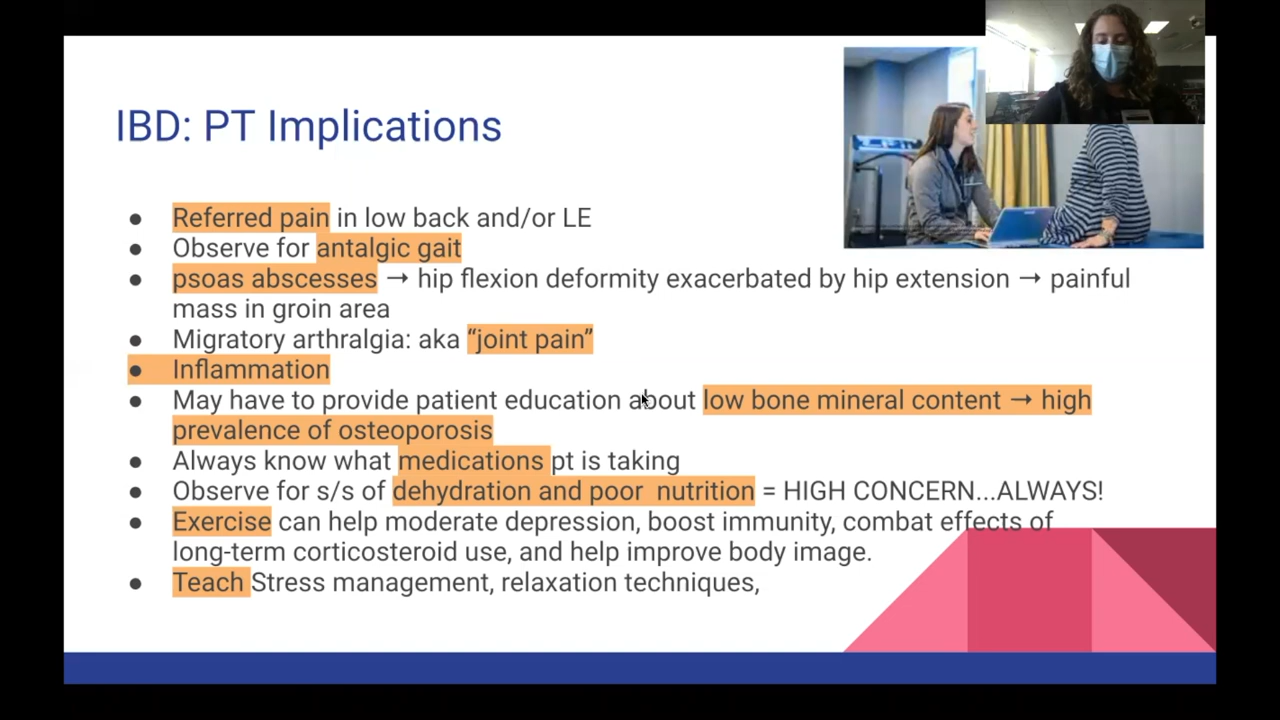 IBD: PT Implications
● Referred pain in low back and/or LE
● Observe for antalgic gait
● psoas abscesses → hip flexion deformity exacerbated by hip extension → painful
mass in groin area
● Migratory arthralgia: aka “joint pain”
● Inflammation
● May have to provide patient education about low bone mineral content → high
prevalence of osteoporosis
● Always know what medications pt is taking
● Observe for s/s of dehydration and poor  nutrition = HIGH CONCERN...ALWAYS!
● Exercise can help moderate depression, boost immunity, combat effects of
long-term corticosteroid use, and help improve body image.
● Teach Stress management, relaxation techniques,